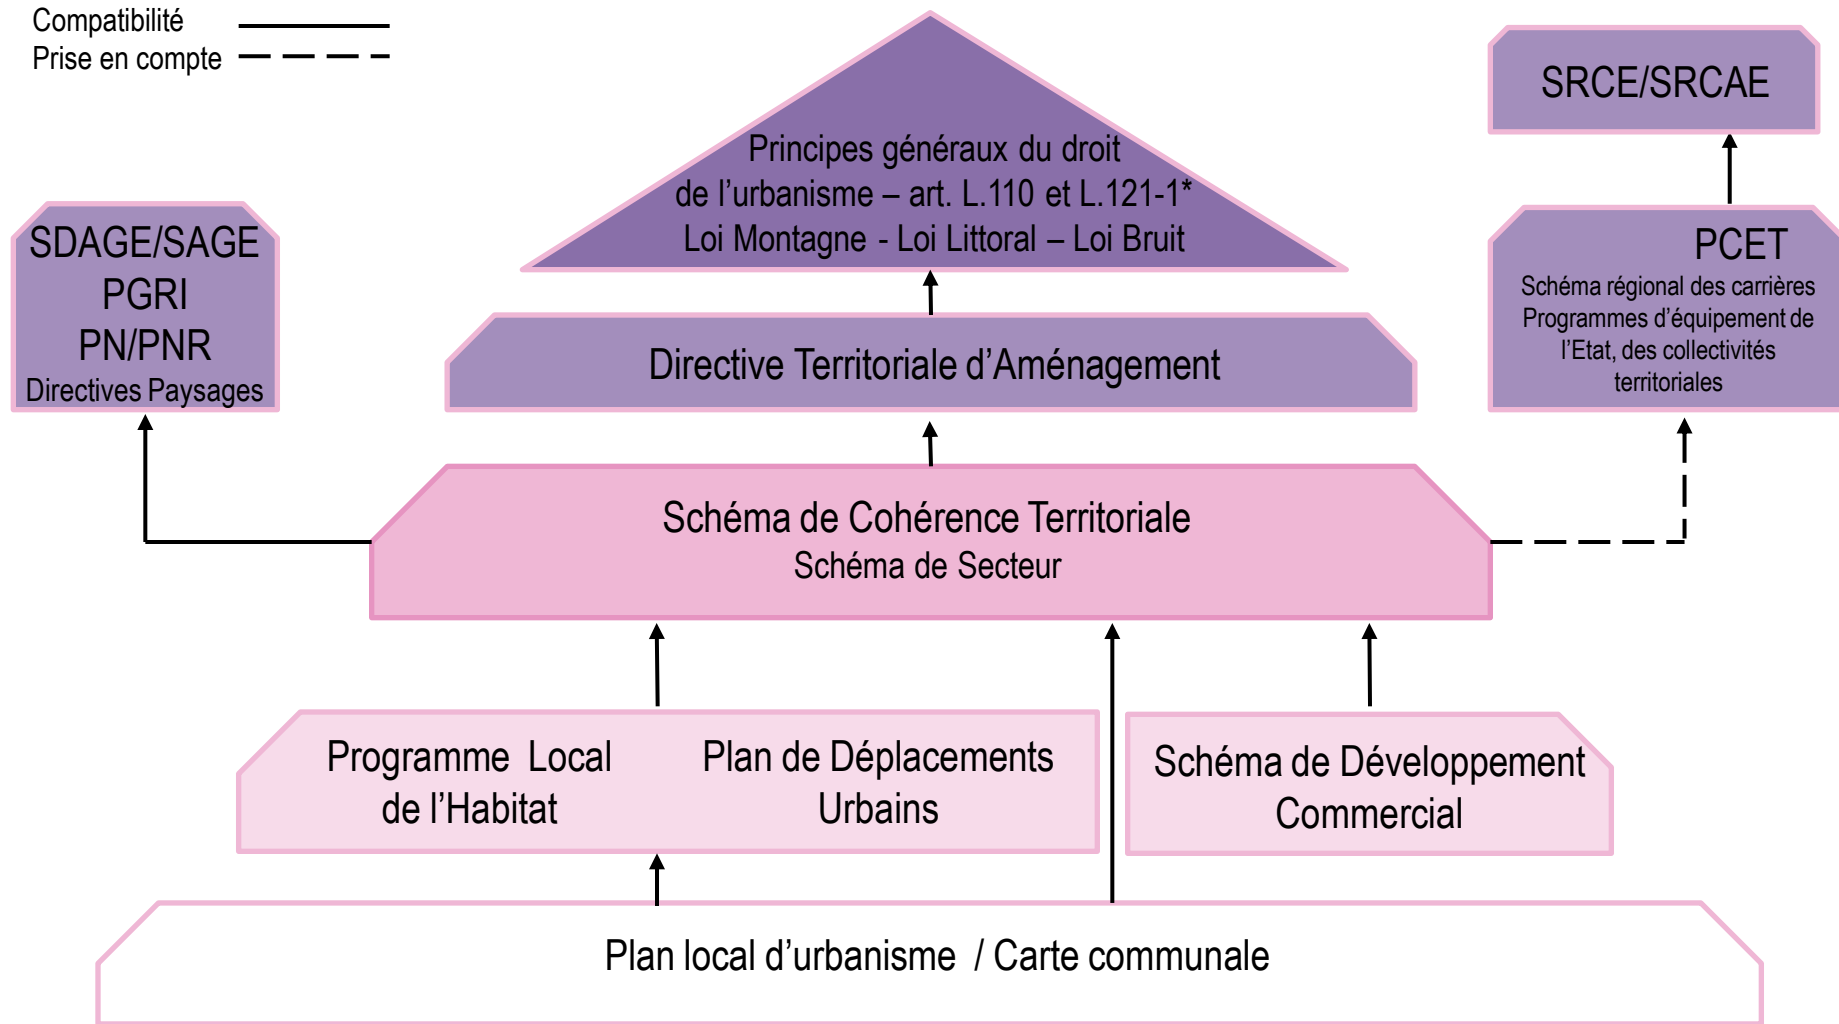 Compatibilité
Prise en compte
Principes généraux du droit
de l’urbanisme – art. L.110 et L.121-1*
Loi Montagne - Loi Littoral – Loi Bruit
SRCE/SRCAE
SDAGE/SAGE
PGRI
PN/PNR
Directives Paysages
PCET
Schéma régional des carrières
Programmes d’équipement de
l’Etat, des collectivités
territoriales
Directive Territoriale d’Aménagement
Schéma de Cohérence Territoriale
Schéma de Secteur
Programme Local
de l’Habitat
Plan de Déplacements
Urbains
Schéma de Développement
Commercial
Plan local d’urbanisme / Carte communale